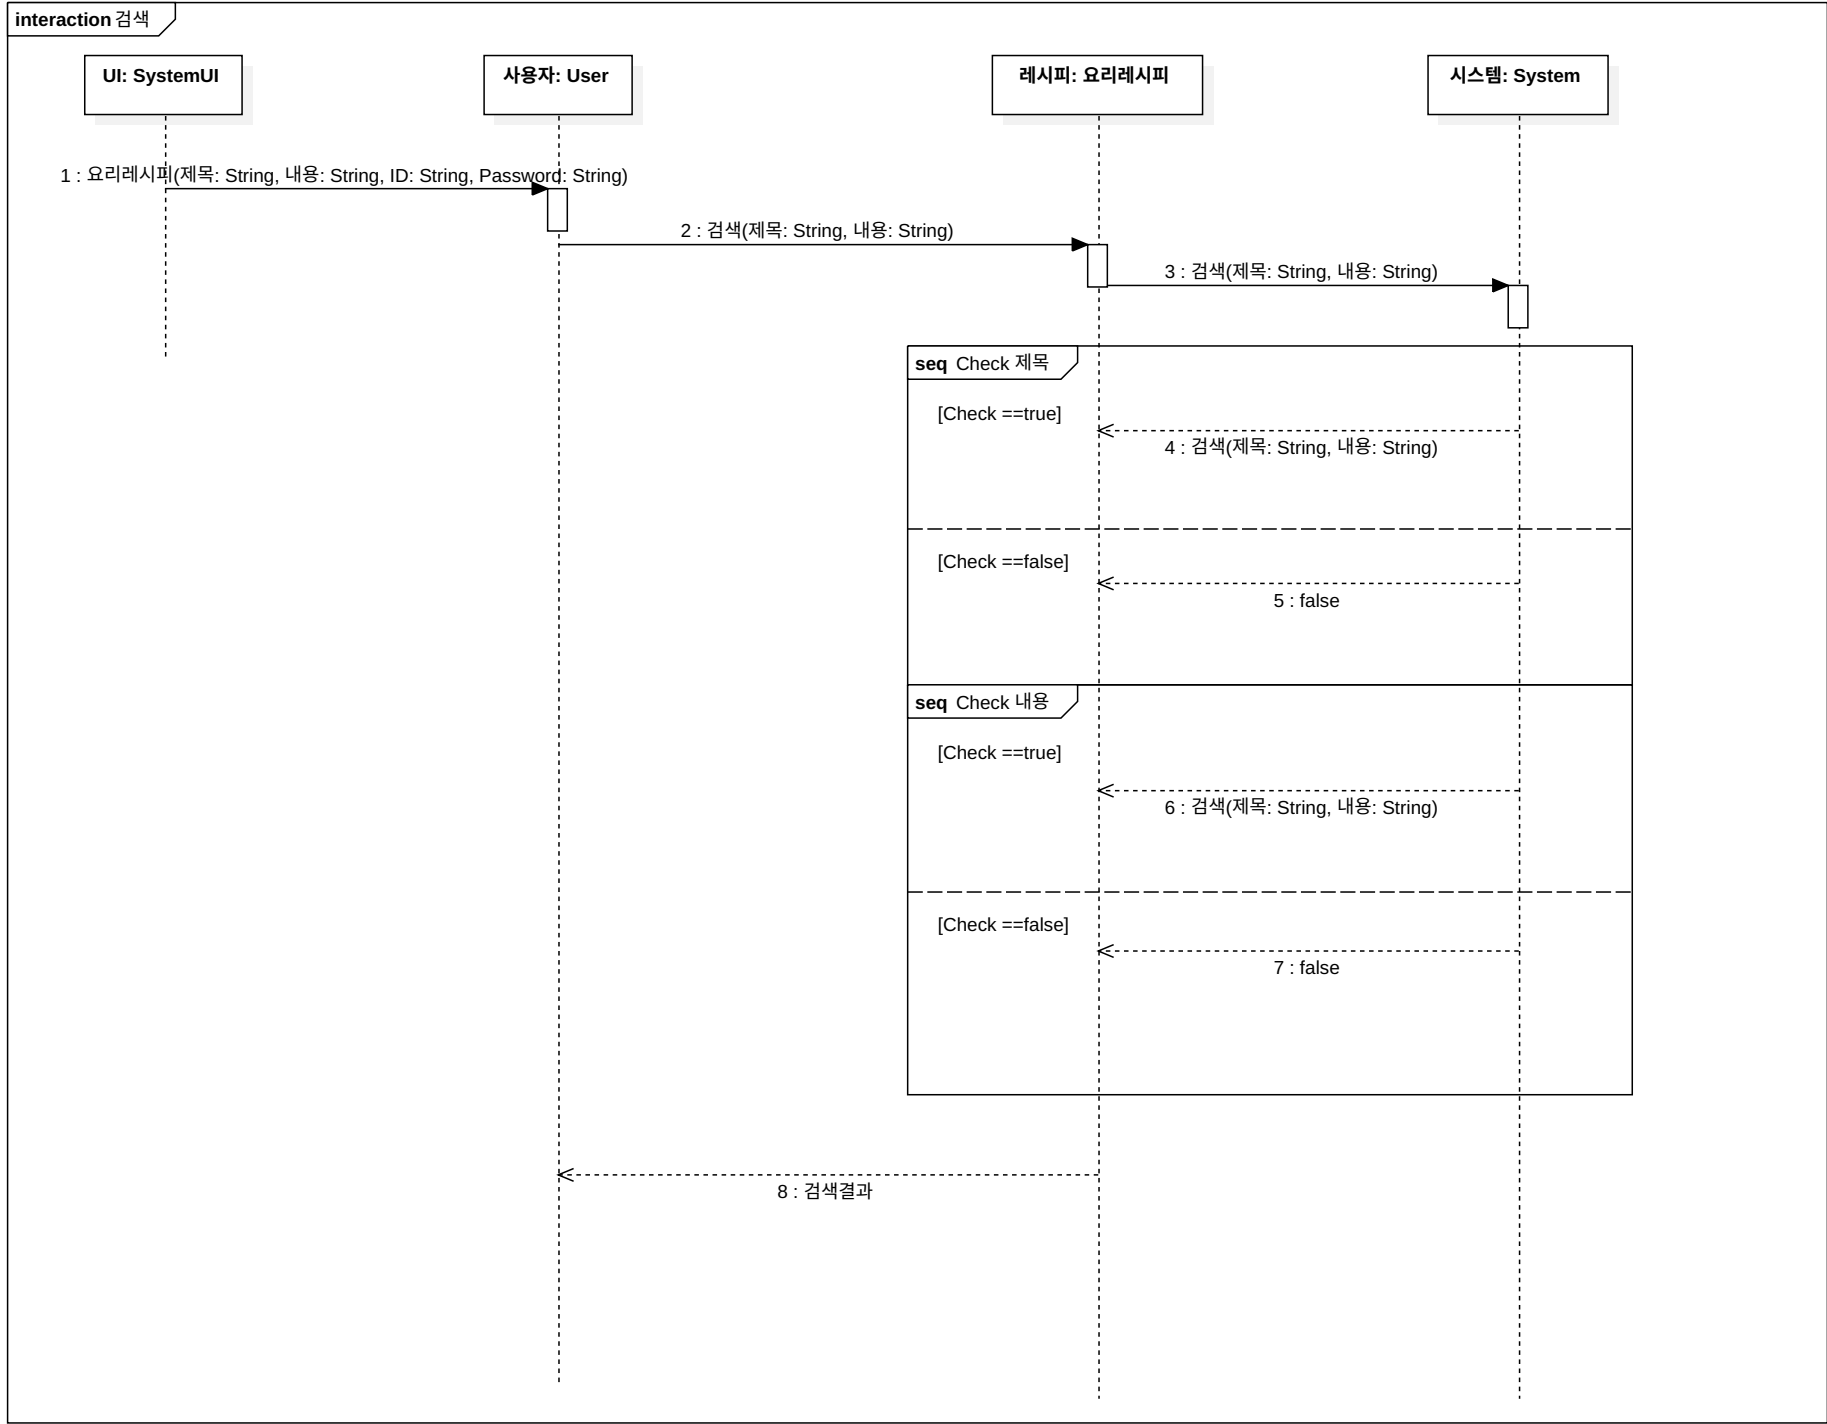 interaction 검색
UI: SystemUI
사용자: User
레시피: 요리레시피
시스템: System
1 : 요리레시피(제목: String, 내용: String, ID: String, Password: String)
2 : 검색(제목: String, 내용: String)
3 : 검색(제목: String, 내용: String)
seq Check 제목
[Check ==true]
4 : 검색(제목: String, 내용: String)
[Check ==false]
5 : false
seq Check 내용
[Check ==true]
6 : 검색(제목: String, 내용: String)
[Check ==false]
7 : false
8 : 검색결과